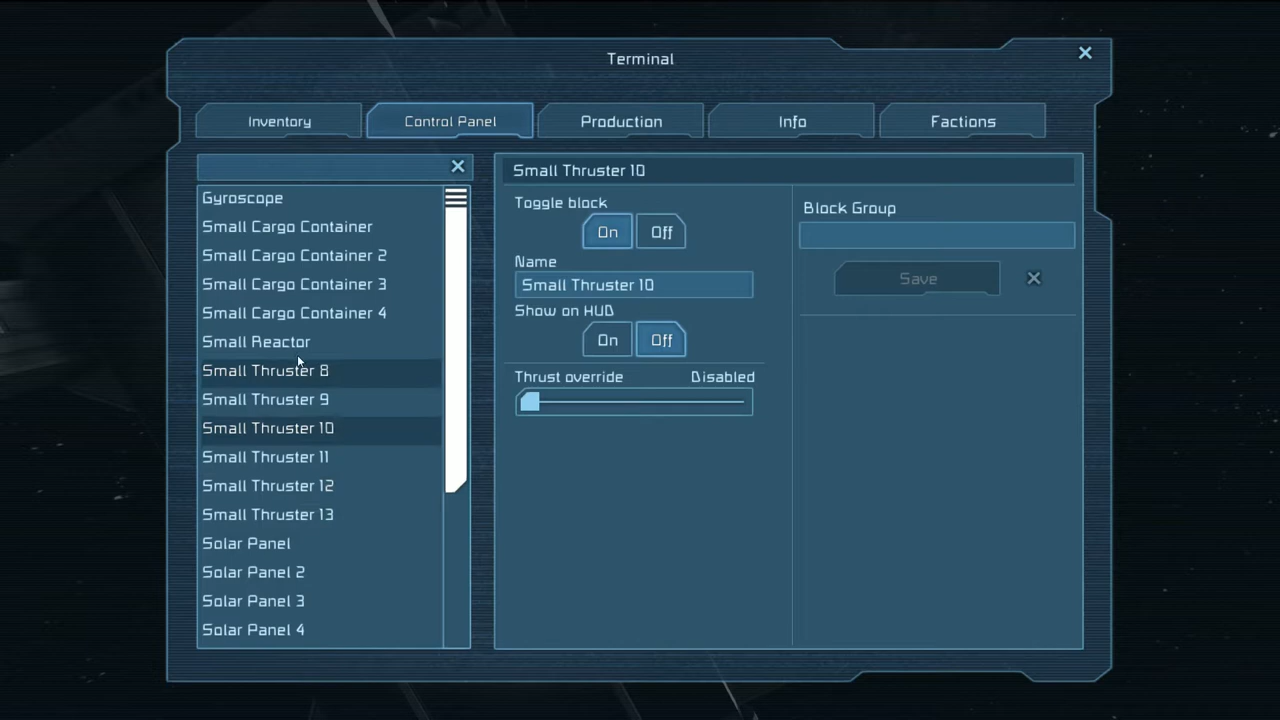 Terminal
Inventory
Control Panel
Production
Info
Factions
Gyroscope
Small Cargo Container
Small Cargo Container 2
Small Cargo Container 3
Small Cargo Container 4
Small Reactor
Small Thruster 8
Small Thruster 9
Small Thruster 10
Small Thruster 11
Small Thruster 12
Small Thruster 13
Solar Panel
Solar Panel 2
Solar Panel 3
Solar Panel 4
Small Thruster 10
Toggle block
On Off
Name
Small Thruster 10
Show on HUD
On Off
Thrust override Disabled
Block Group
Save